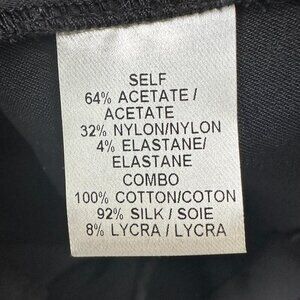 SELF
64% ACETATE /
ACETATE
32% NYLON/NYLON
4% ELASTANE/
ELASTANE
COMBO
100% COTTON/COTON
92% SILK / SOIE
8% LYCRA / LYCRA